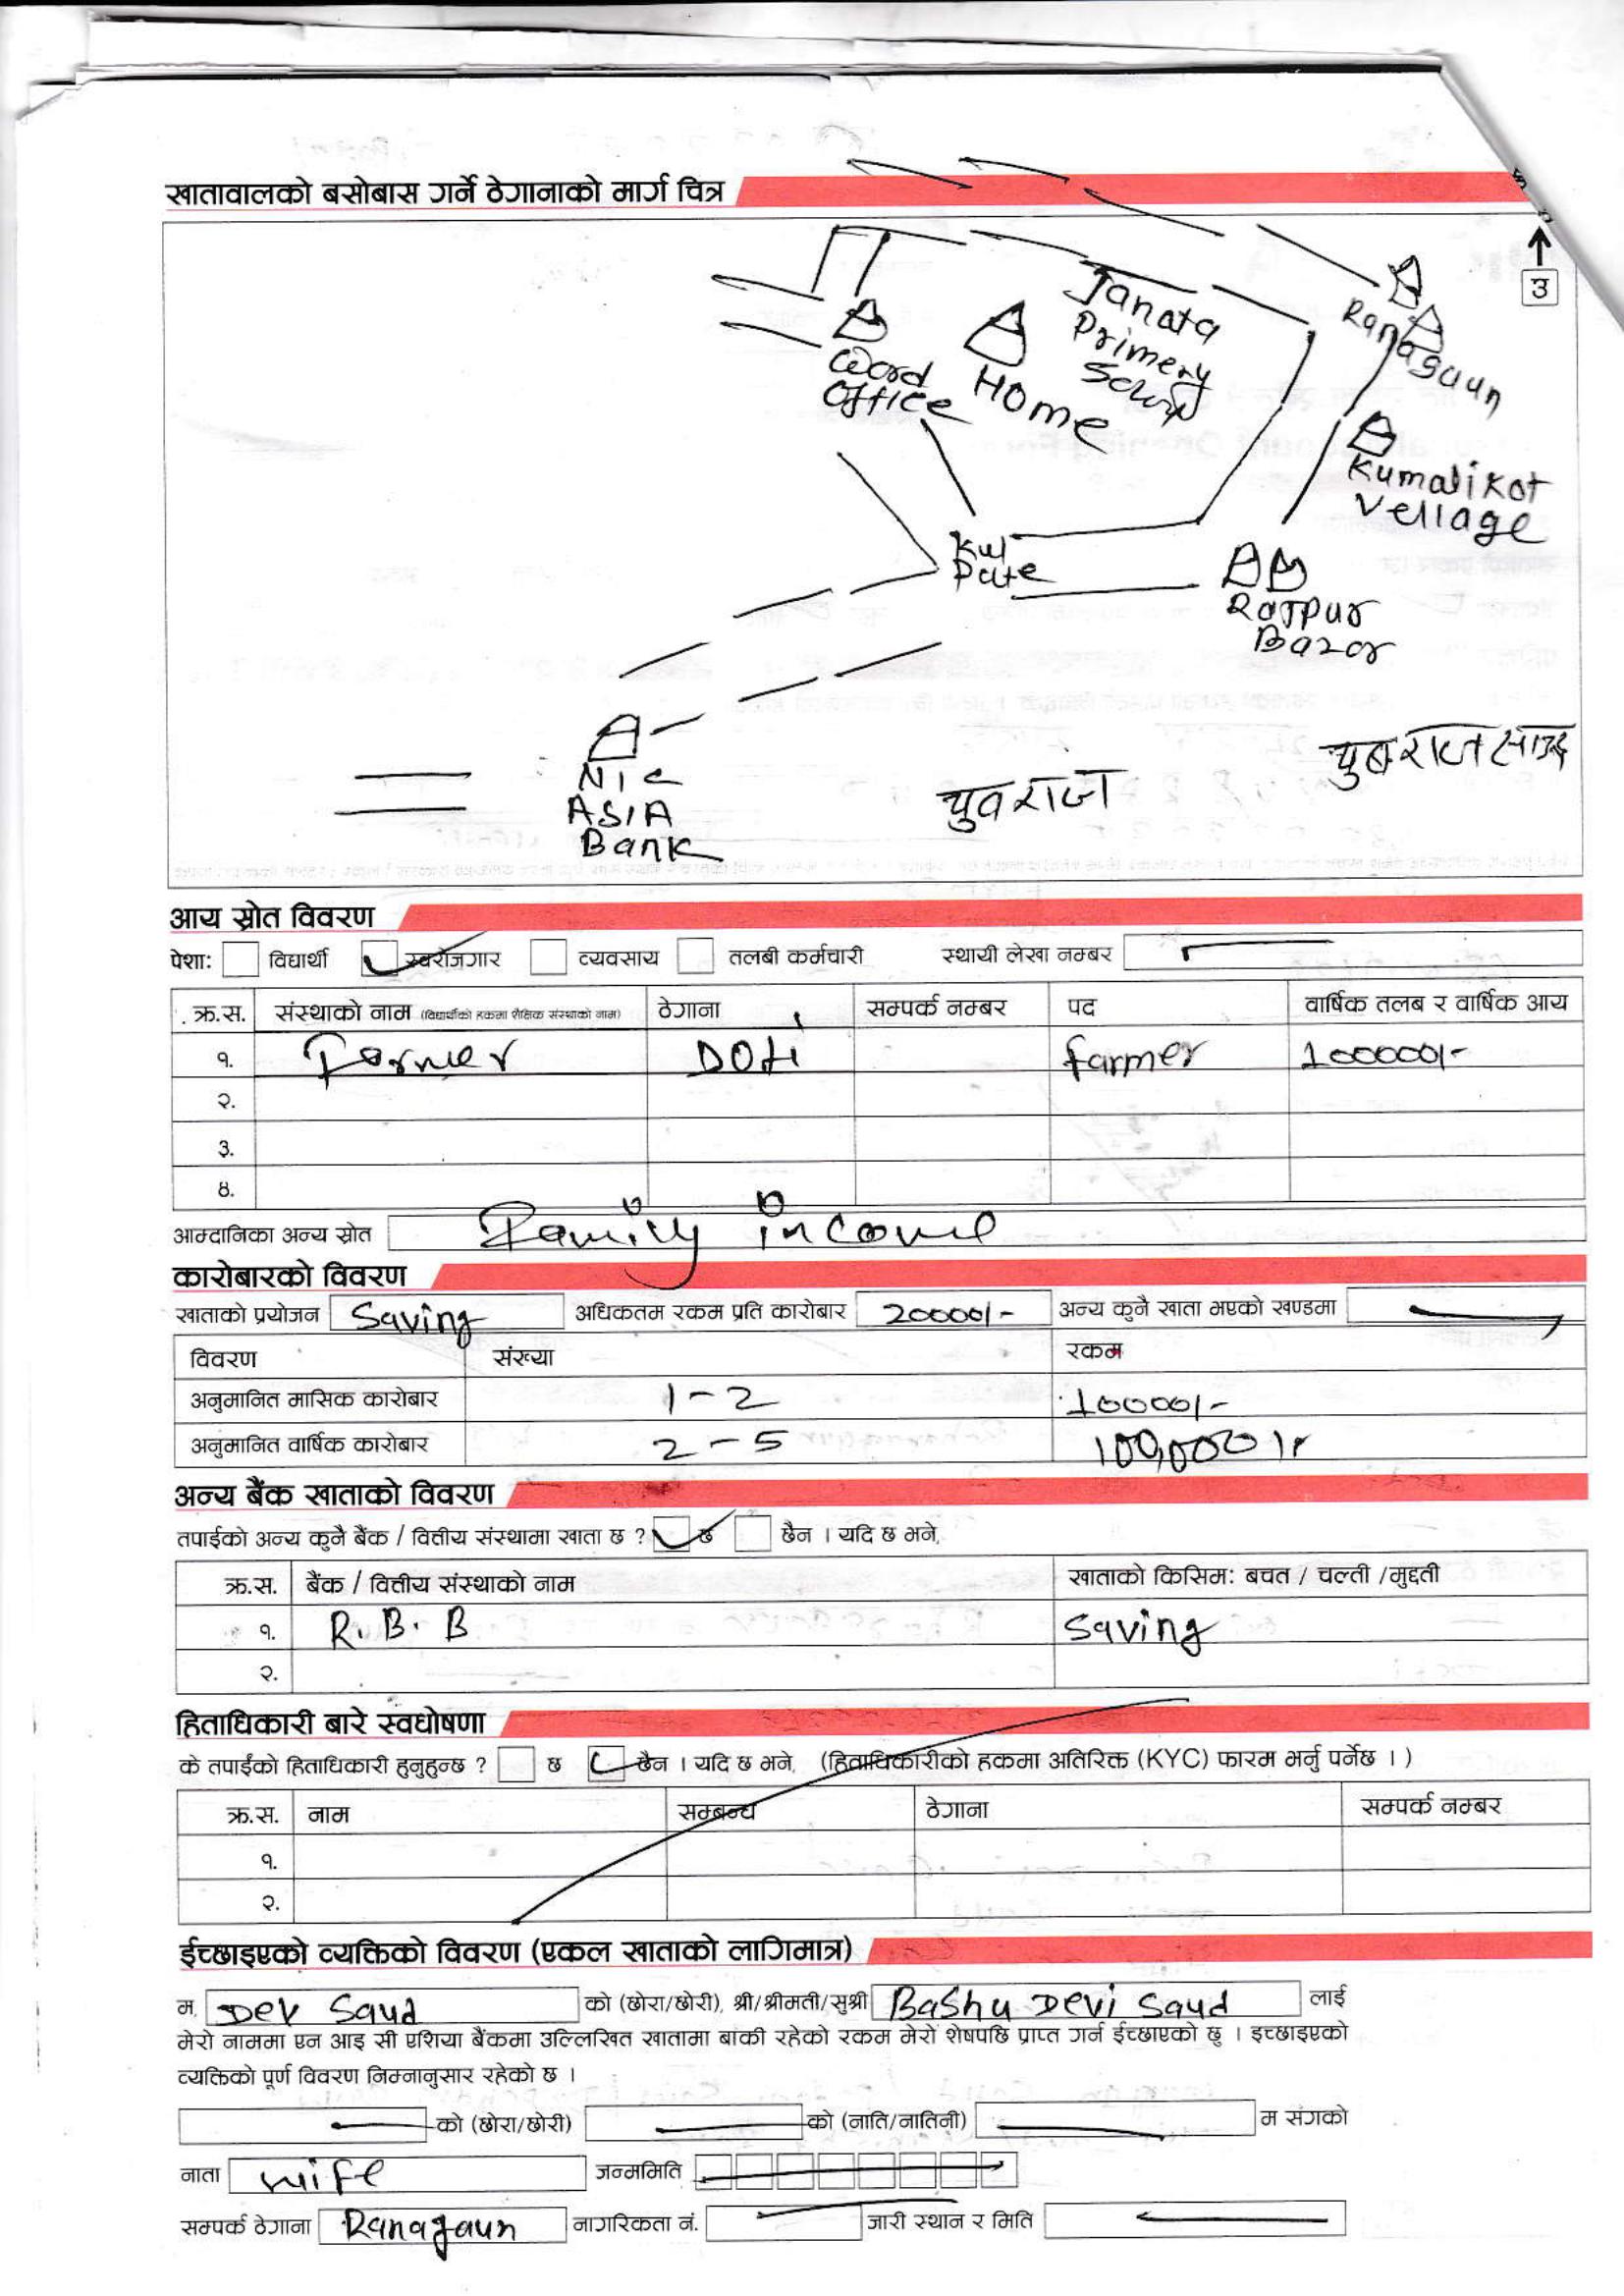 खातावालको बसोबास गर्ने ठेगानाको मार्ग चित्र
उ
Janata
Primery
Ranagaun
Word
Office
Home
Kumalikot
Vellage
Kul
Pate
Rajpur
Bazar
NIC
ASIA
Bank
युवराज
युबराज साउद
आय स्रोत विवरण
पेशा: विद्यार्थी स्वरोजगार व्यवसाय तलबी कर्मचारी स्थायी लेखा नम्बर
क्र.स. संस्थाको नाम (विद्यार्थीको हकमा शैक्षिक संस्थाको नाम) ठेगाना सम्पर्क नम्बर पद वार्षिक तलब र वार्षिक आय
१. Farmer Doti farmer 100000/-
२.
३.
४.
आम्दानिका अन्य स्रोत Family income
कारोबारको विवरण
खाताको प्रयोजन Saving अधिकतम रकम प्रति कारोबार 20000/- अन्य कुनै खाता भएको खण्डमा
विवरण संख्या रकम
अनुमानित मासिक कारोबार 1-2 10000/-
अनुमानित वार्षिक कारोबार 2-5 100,000/-
अन्य बैंक खाताको विवरण
तपाईको अन्य कुनै बैंक / वित्तीय संस्थामा खाता छ ? छ छैन । यदि छ भने,
क्र.स. बैंक / वित्तीय संस्थाको नाम खाताको किसिम: बचत / चल्ती /मुद्दती
१. R.B.B Saving
२.
हिताधिकारी बारे स्वघोषणा
के तपाईंको हिताधिकारी हुनुहुन्छ ? छ छैन । यदि छ भने, (हिताधिकारीको हकमा अतिरिक्त (KYC) फारम भर्नु पर्नेछ । )
क्र.स. नाम सम्बन्ध ठेगाना सम्पर्क नम्बर
१.
२.
ईच्छाइएको व्यक्तिको विवरण (एकल खाताको लागिमात्र)
म, Dev Saud को (छोरा/छोरी), श्री/श्रीमती/सुश्री Bashu Devi Saud लाई
मेरो नाममा एन आइ सी एशिया बैंकमा उल्लिखित खातामा बांकी रहेको रकम मेरो शेषपछि प्राप्त गर्न ईच्छाएको छु । इच्छाइएको
व्यक्तिको पूर्ण विवरण निम्नानुसार रहेको छ ।
को (छोरा/छोरी) को (नाति/नातिनी) म संगको
नाता wife जन्ममिति
सम्पर्क ठेगाना Ranagaun नागरिकता नं. जारी स्थान र मिति